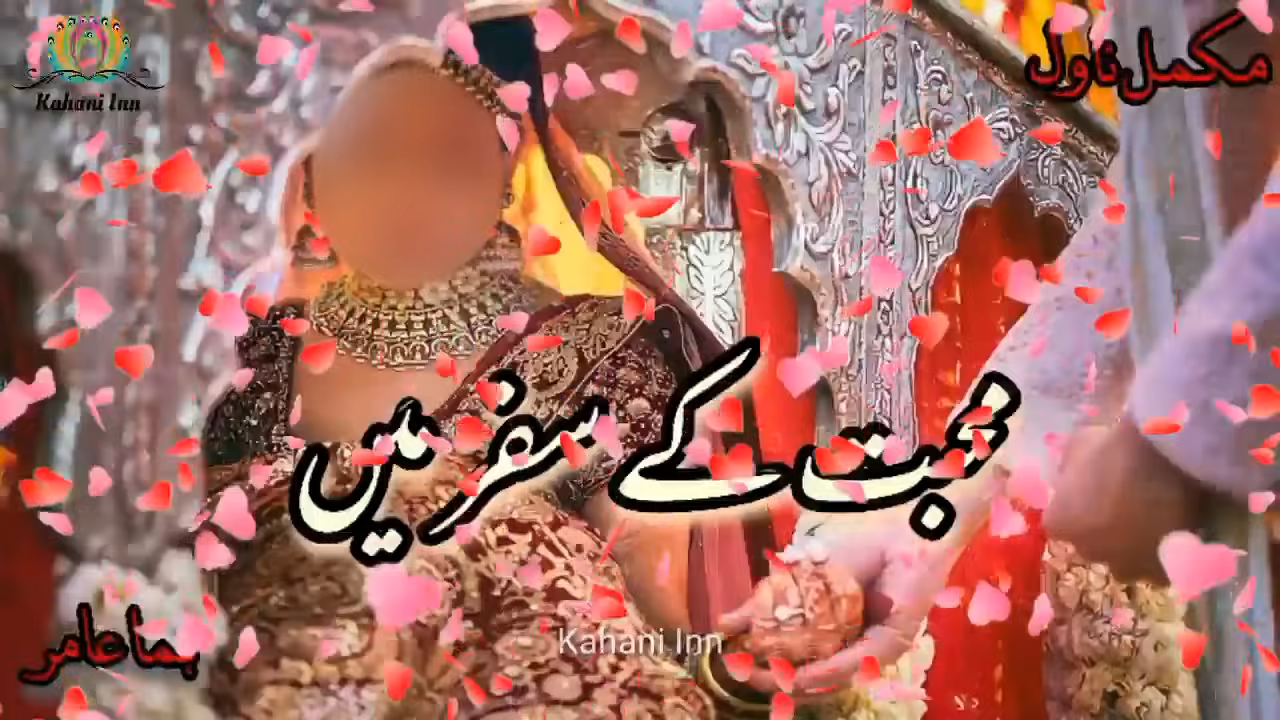 Kahani Inn
مکمل ناول
محبت کے سفر میں
Kahani Inn
ہما عامر